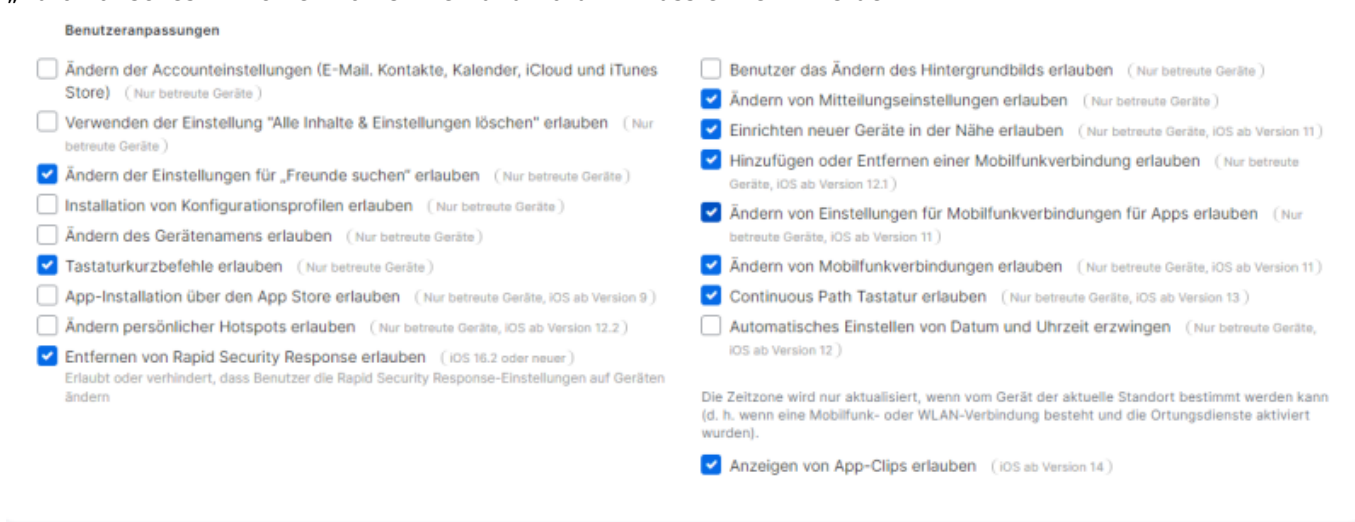 Benutzeranpassungen
Ändern der Accounteinstellungen (E-Mail. Kontakte, Kalender, iCloud und iTunes
Store) (Nur betreute Geräte)
Verwenden der Einstellung "Alle Inhalte & Einstellungen löschen" erlauben (Nur
betreute Geräte)
Ändern der Einstellungen für „Freunde suchen" erlauben (Nur betreute Geräte)
Installation von Konfigurationsprofilen erlauben (Nur betreute Geräte)
Ändern des Gerätenamens erlauben (Nur betreute Geräte)
Tastaturkurzbefehle erlauben (Nur betreute Geräte)
App-Installation über den App Store erlauben (Nur betreute Geräte, iOS ab Version 9)
Ändern persönlicher Hotspots erlauben (Nur betreute Geräte, iOS ab Version 12.2)
Entfernen von Rapid Security Response erlauben (iOS 16.2 oder neuer)
Erlaubt oder verhindert, dass Benutzer die Rapid Security Response-Einstellungen auf Geräten
ändern
Benutzer das Ändern des Hintergrundbilds erlauben (Nur betreute Geräte)
Ändern von Mitteilungseinstellungen erlauben (Nur betreute Geräte)
Einrichten neuer Geräte in der Nähe erlauben (Nur betreute Geräte, iOS ab Version 11)
Hinzufügen oder Entfernen einer Mobilfunkverbindung erlauben (Nur betreute
Geräte, iOS ab Version 12.1)
Ändern von Einstellungen für Mobilfunkverbindungen für Apps erlauben (Nur
betreute Geräte, iOS ab Version 11)
Ändern von Mobilfunkverbindungen erlauben (Nur betreute Geräte, iOS ab Version 11)
Continuous Path Tastatur erlauben (Nur betreute Geräte, iOS ab Version 13)
Automatisches Einstellen von Datum und Uhrzeit erzwingen (Nur betreute Geräte,
iOS ab Version 12)
Die Zeitzone wird nur aktualisiert, wenn vom Gerät der aktuelle Standort bestimmt werden kann
(d. h. wenn eine Mobilfunk- oder WLAN-Verbindung besteht und die Ortungsdienste aktiviert
wurden).
Anzeigen von App-Clips erlauben (iOS ab Version 14)